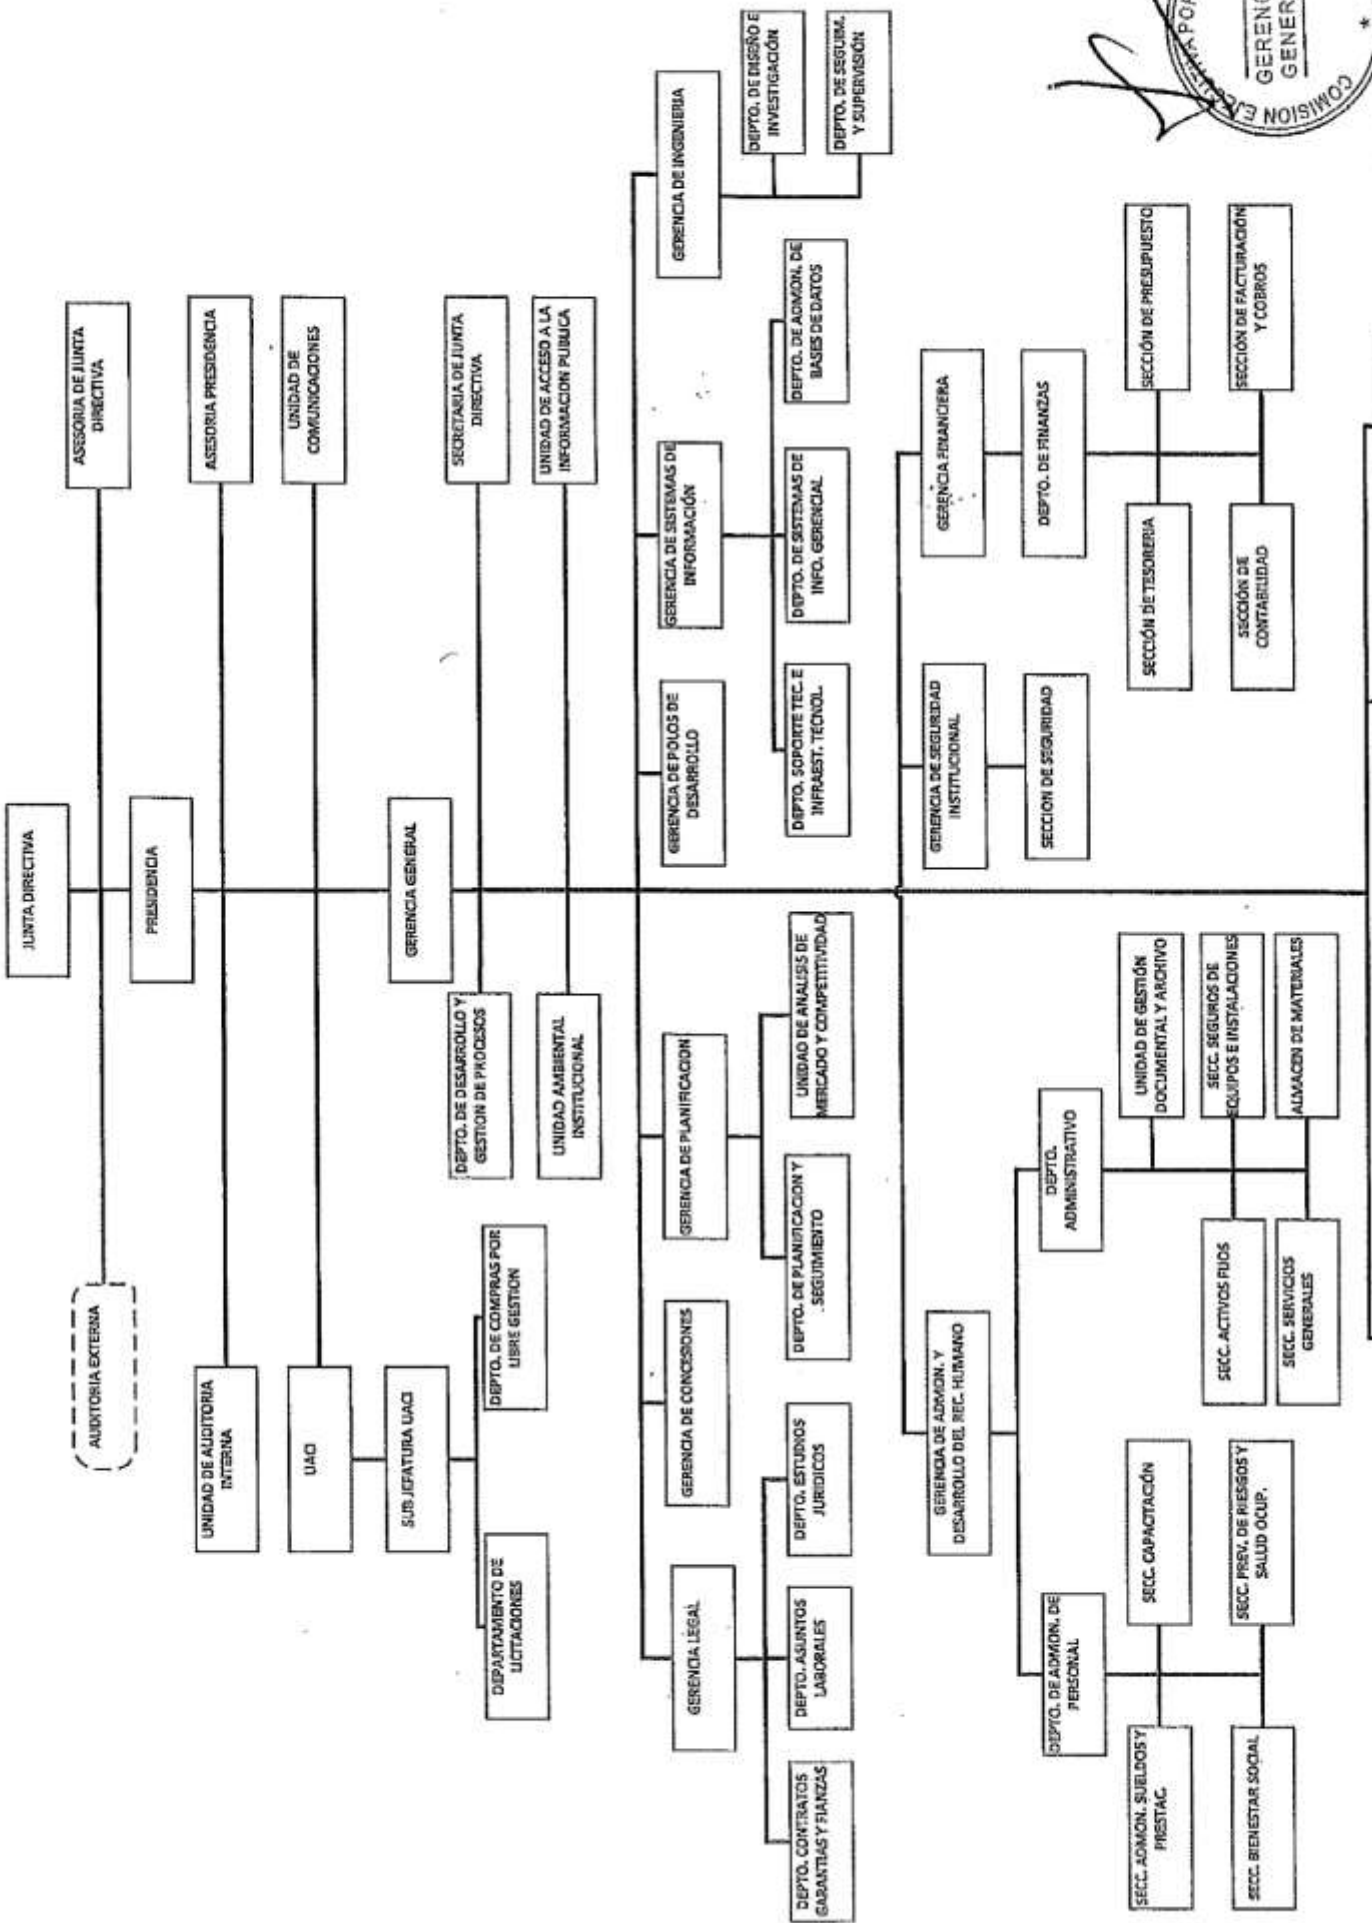 JUNTA DIRECTIVA
AUDITORIA EXTERNA
ASESORIA DE JUNTA
DIRECTIVA
PRESIDENCIA
UNIDAD DE AUDITORIA
INTERNA
ASESORIA PRESIDENCIA
UACI
UNIDAD DE
COMUNICACIONES
SUB JEFATURA UACI
GERENCIA GENERAL
DEPARTAMENTO DE
LICITACIONES
DEPTO. DE COMPRAS POR
LIBRE GESTION
DEPTO. DE DESARROLLO Y
GESTION DE PROCESOS
SECRETARIA DE JUNTA
DIRECTIVA
UNIDAD AMBIENTAL
INSTITUCIONAL
UNIDAD DE ACCESO A LA
INFORMACION PUBLICA
GERENCIA LEGAL
GERENCIA DE CONCESIONES
GERENCIA DE PLANIFICACION
GERENCIA DE POLOS DE
DESARROLLO
GERENCIA DE SISTEMAS DE
INFORMACIÓN
GERENCIA DE INGENIERIA
DEPTO. CONTRATOS
GARANTIAS Y FIANZAS
DEPTO. ASUNTOS
LABORALES
DEPTO. ESTUDIOS
JURIDICOS
DEPTO. DE PLANIFICACION Y
SEGUIMIENTO
UNIDAD DE ANALISIS DE
MERCADO Y COMPETITIVIDAD
DEPTO. SOPORTE TEC. E
INFRAEST. TECNOL.
DEPTO. DE SISTEMAS DE
INFO. GERENCIAL
DEPTO. DE ADMON. DE
BASES DE DATOS
DEPTO. DE DISEÑO E
INVESTIGACIÓN
DEPTO. DE SEGUIM.
Y SUPERVISIÓN
GERENCIA DE ADMON. Y
DESARROLLO DEL REC. HUMANO
GERENCIA DE SEGURIDAD
INSTITUCIONAL
GERENCIA FINANCIERA
DEPTO. DE ADMON. DE
PERSONAL
DEPTO.
ADMINISTRATIVO
SECCION DE SEGURIDAD
DEPTO. DE FINANZAS
SECC. ADMON. SUELDOS Y
PRESTAC.
SECC. CAPACITACIÓN
UNIDAD DE GESTIÓN
DOCUMENTAL Y ARCHIVO
SECCIÓN DE TESORERIA
SECCIÓN DE PRESUPUESTO
SECC. BIENESTAR SOCIAL
SECC. PREV. DE RIESGOS Y
SALUD OCUP.
SECC. ACTIVOS FIJOS
SECC. SEGUROS DE
EQUIPOS E INSTALACIONES
SECC. SERVICIOS
GENERALES
ALMACEN DE MATERIALES
SECCIÓN DE
CONTABILIDAD
SECCIÓN DE FACTURACIÓN
Y COBROS
COMISION